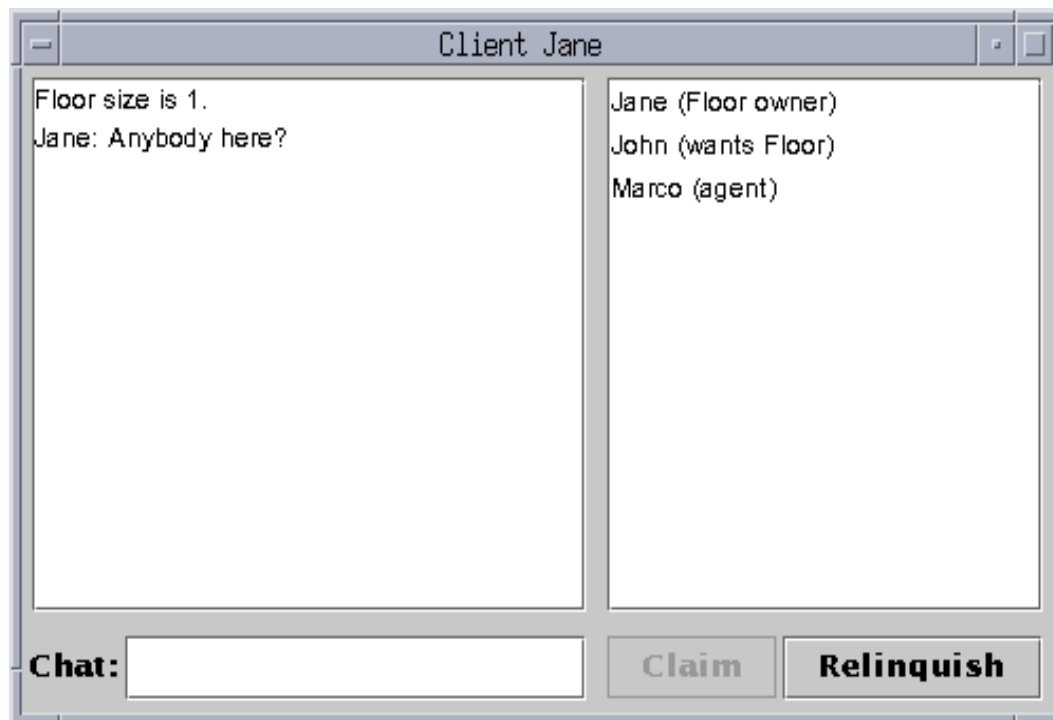 Client Jane
Floor size is 1.
Jane: Anybody here?
Jane (Floor owner)
John (wants Floor)
Marco (agent)
Chat:
Claim
Relinquish